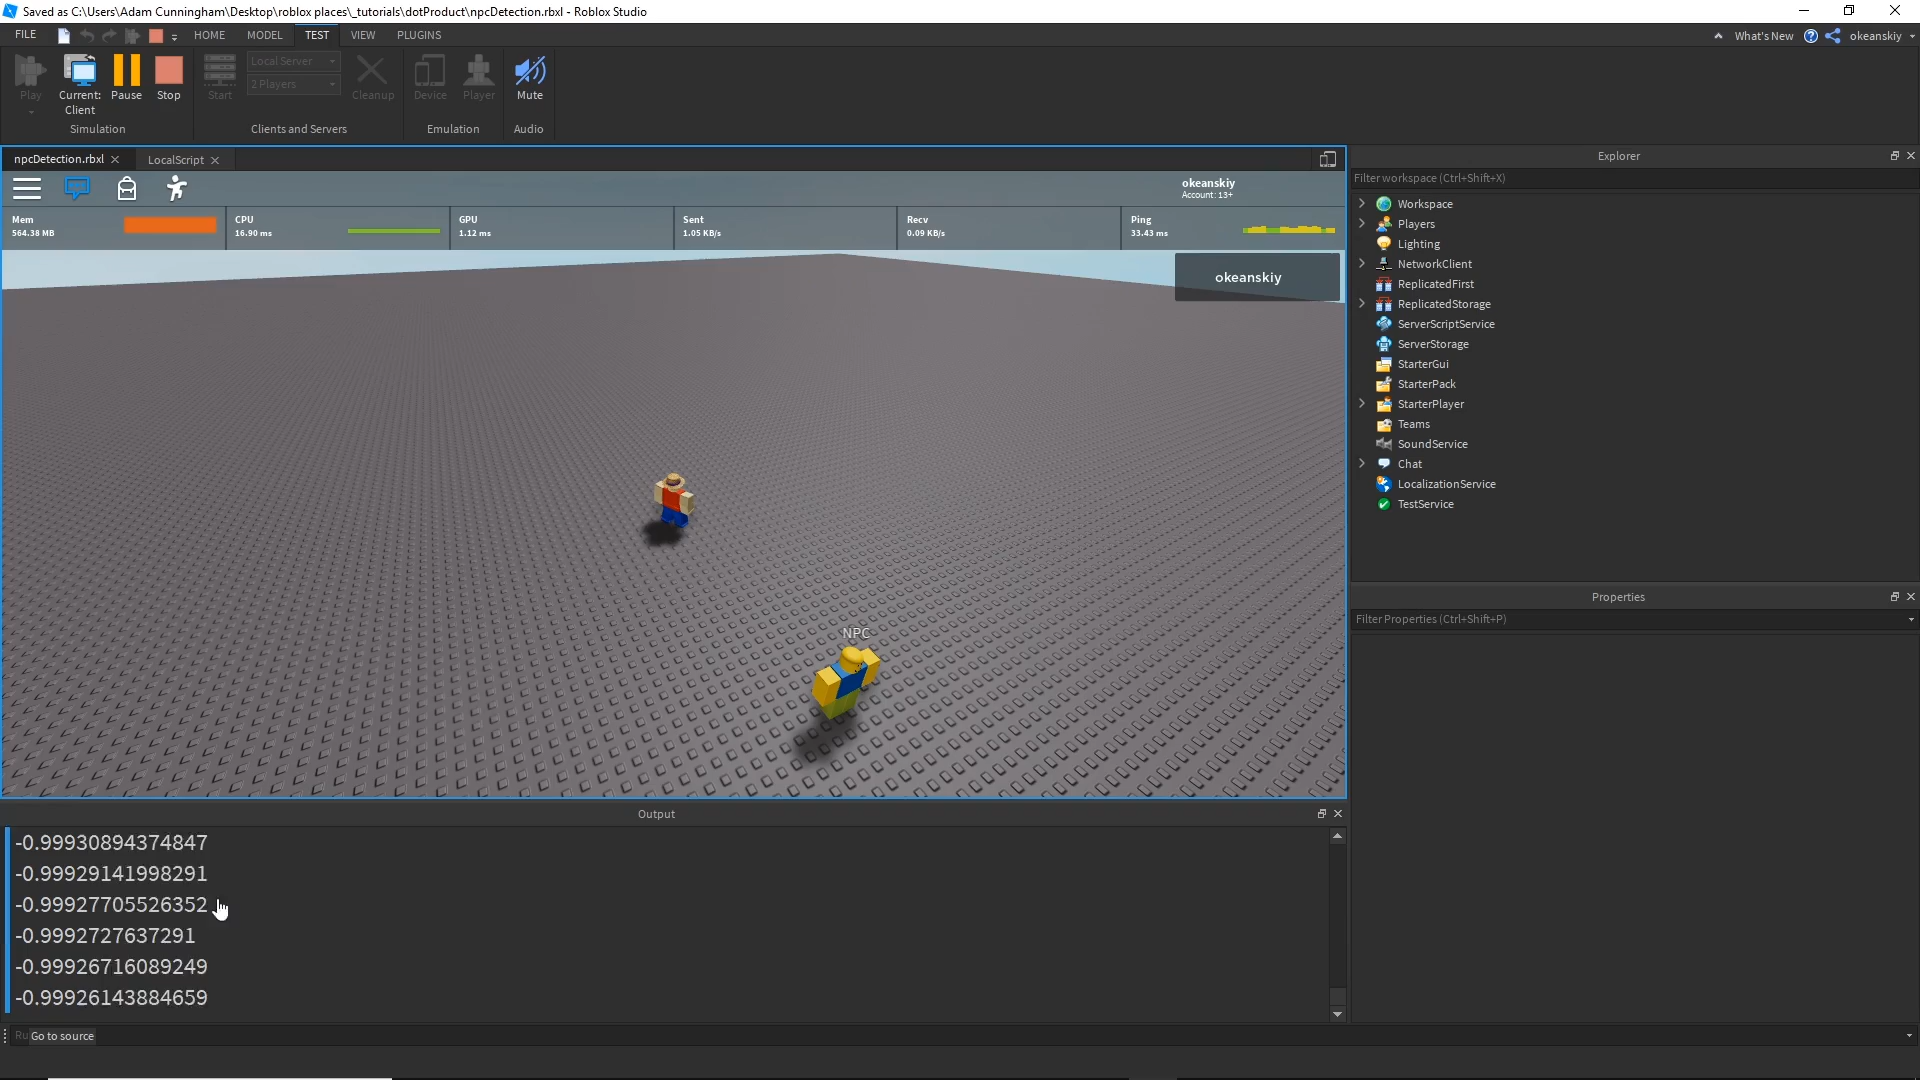 Saved as C:\Users\Adam Cunningham\Desktop\roblox places\_tutorials\dotProduct\npcDetection.rbxl - Roblox Studio
FILE HOME MODEL TEST VIEW PLUGINS What's New okeanskiy
Play Current: Client Pause Stop Start Local Server 2 Players Cleanup Device Player Mute
Simulation Clients and Servers Emulation Audio
npcDetection.rbxl LocalScript
okeanskiy
Account: 13+
Mem CPU GPU Sent Recv Ping
564.38 MB 16.90 ms 1.12 ms 1.05 KB/s 0.09 KB/s 33.43 ms
okeanskiy
NPC
Output
-0.99930894374847
-0.99929141998291
-0.99927705526352
-0.9992727637291
-0.99926716089249
-0.99926143884659
Ru Go to source
Explorer
Filter workspace (Ctrl+Shift+X)
Workspace
Players
Lighting
NetworkClient
ReplicatedFirst
ReplicatedStorage
ServerScriptService
ServerStorage
StarterGui
StarterPack
StarterPlayer
Teams
SoundService
Chat
LocalizationService
TestService
Properties
Filter Properties (Ctrl+Shift+P)